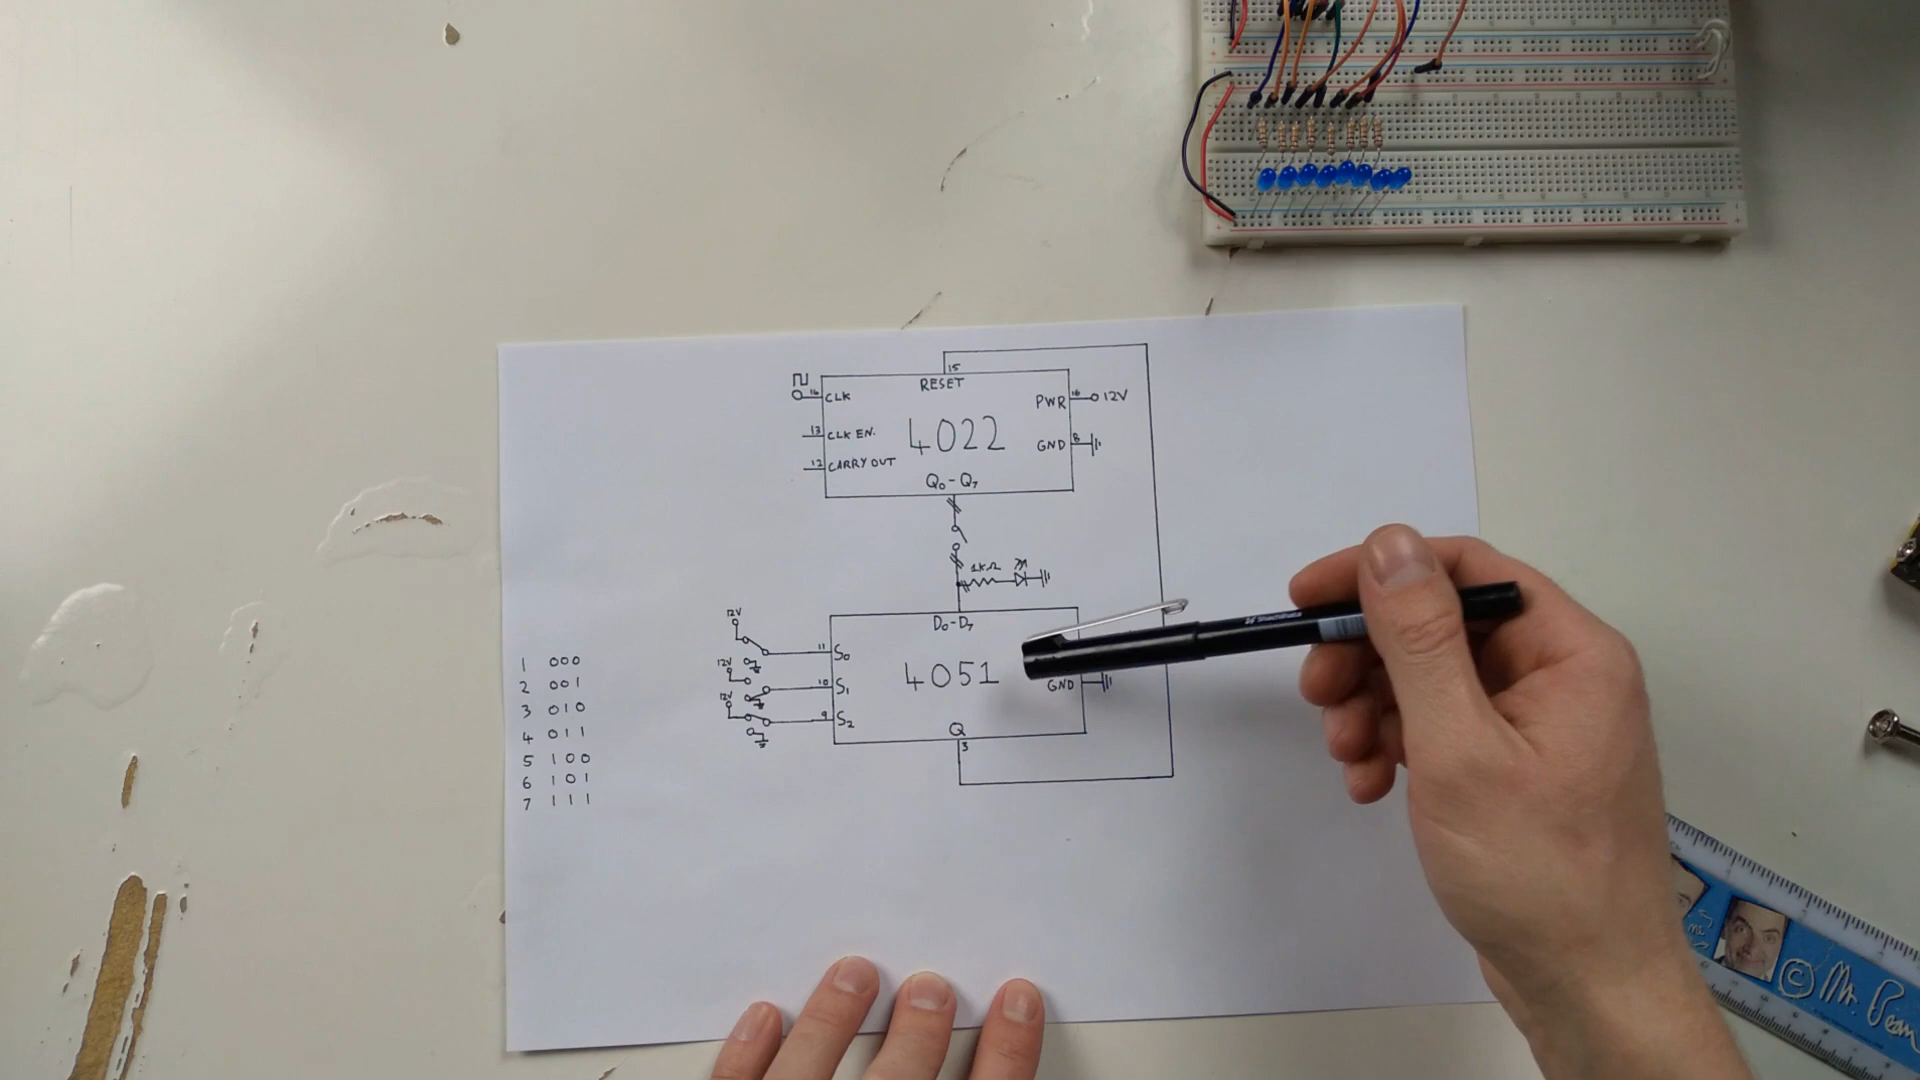 15
RESET
16 CLK
PWR 16 12V
13 CLK EN.
4022
GND 8
12 CARRY OUT
Q0-Q7
1KΩ
12V
D0-D7
11 S0
12V
4051
10 S1
GND
12V
9 S2
Q
3
1 000
2 001
3 010
4 011
5 100
6 101
7 111
me
© Mr. Bean